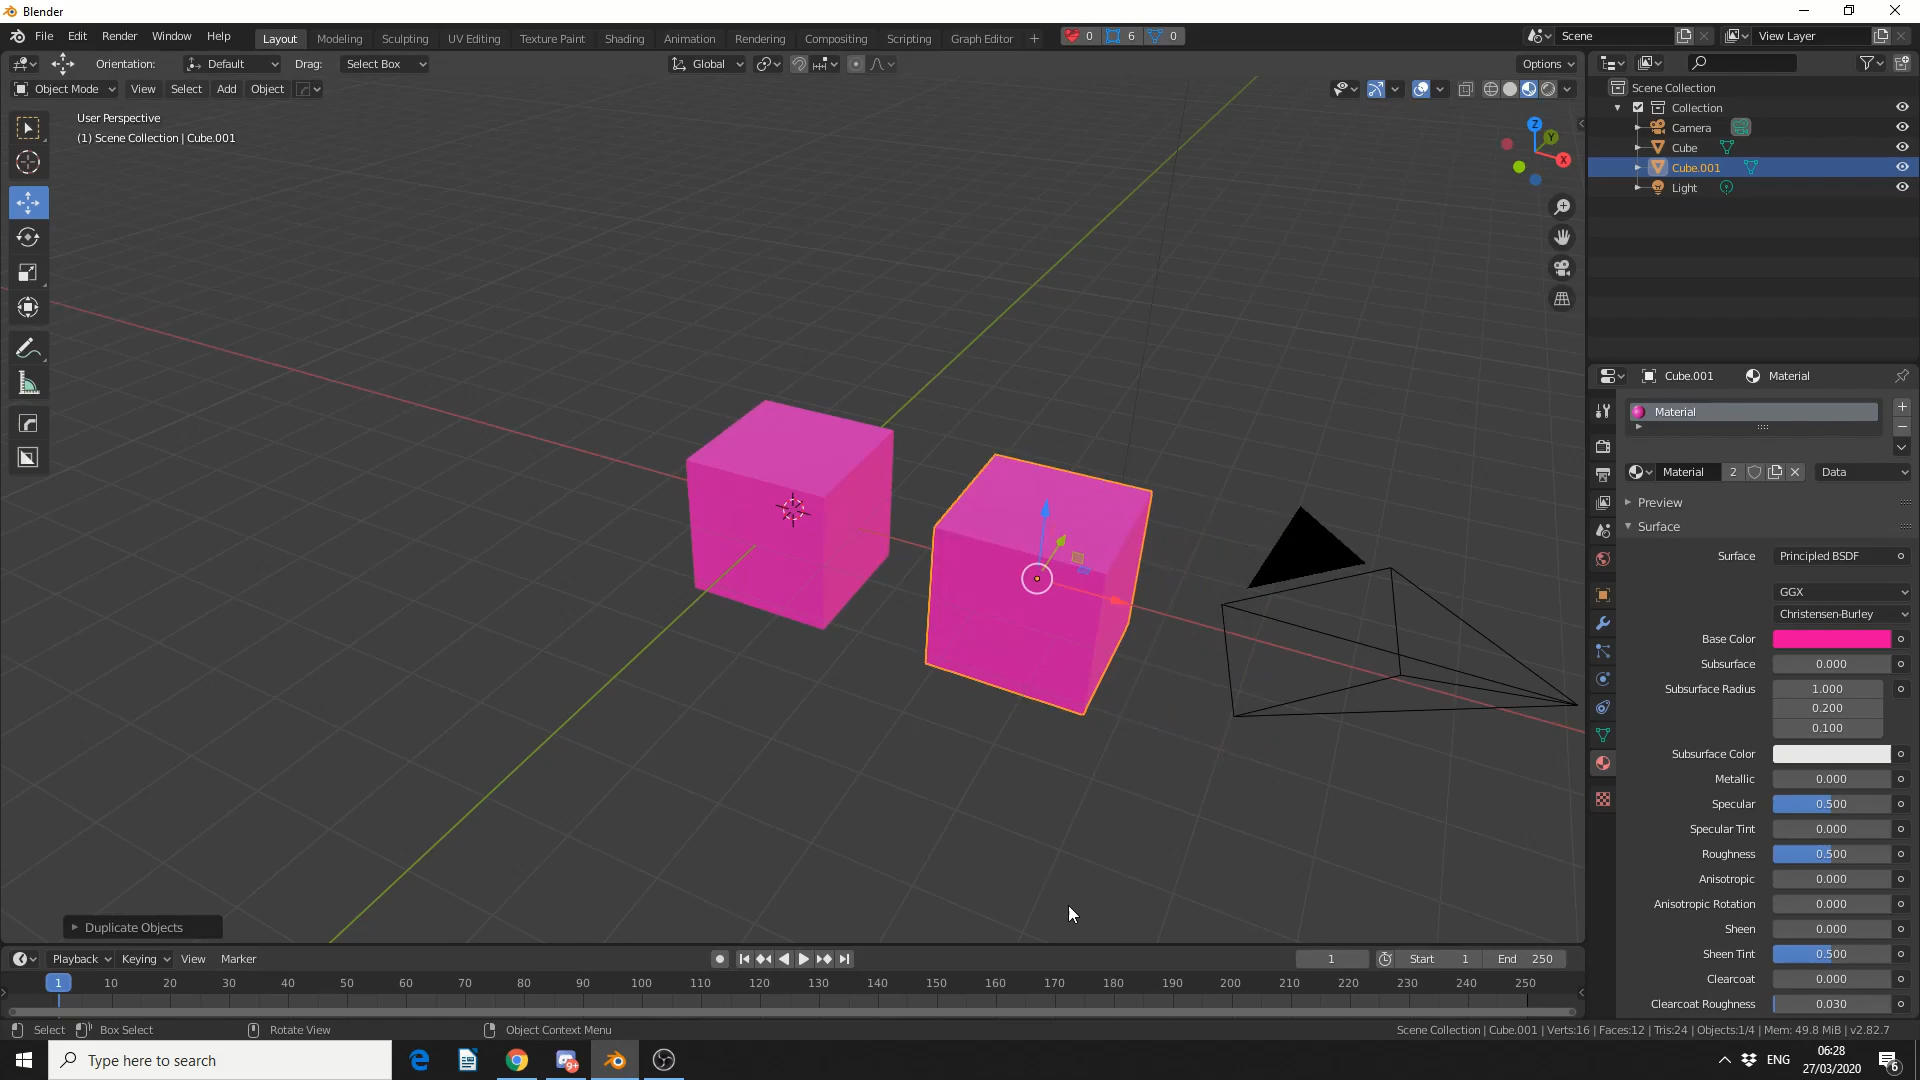 Blender
File Edit Render Window Help Layout Modeling Sculpting UV Editing Texture Paint Shading Animation Rendering Compositing Scripting Graph Editor + 0 6 0 Scene View Layer
Orientation: Default Drag: Select Box Global Options
Object Mode View Select Add Object
User Perspective
(1) Scene Collection | Cube.001
Z
Y
X
Scene Collection
Collection
Camera
Cube
Cube.001
Light
Cube.001 Material
Material
Material 2 Data
Preview
Surface
Surface Principled BSDF
GGX
Christensen-Burley
Base Color
Subsurface 0.000
Subsurface Radius 1.000
0.200
0.100
Subsurface Color
Metallic 0.000
Specular 0.500
Specular Tint 0.000
Roughness 0.500
Anisotropic 0.000
Anisotropic Rotation 0.000
Sheen 0.000
Sheen Tint 0.500
Clearcoat 0.000
Clearcoat Roughness 0.030
Duplicate Objects
Playback Keying View Marker 1 Start 1 End 250
1 10 20 30 40 50 60 70 80 90 100 110 120 130 140 150 160 170 180 190 200 210 220 230 240 250
Select Box Select Rotate View Object Context Menu Scene Collection | Cube.001 | Verts:16 | Faces:12 | Tris:24 | Objects:1/4 | Mem: 49.8 MiB | v2.82.7
Type here to search 9+ ENG 06:28
27/03/2020 6